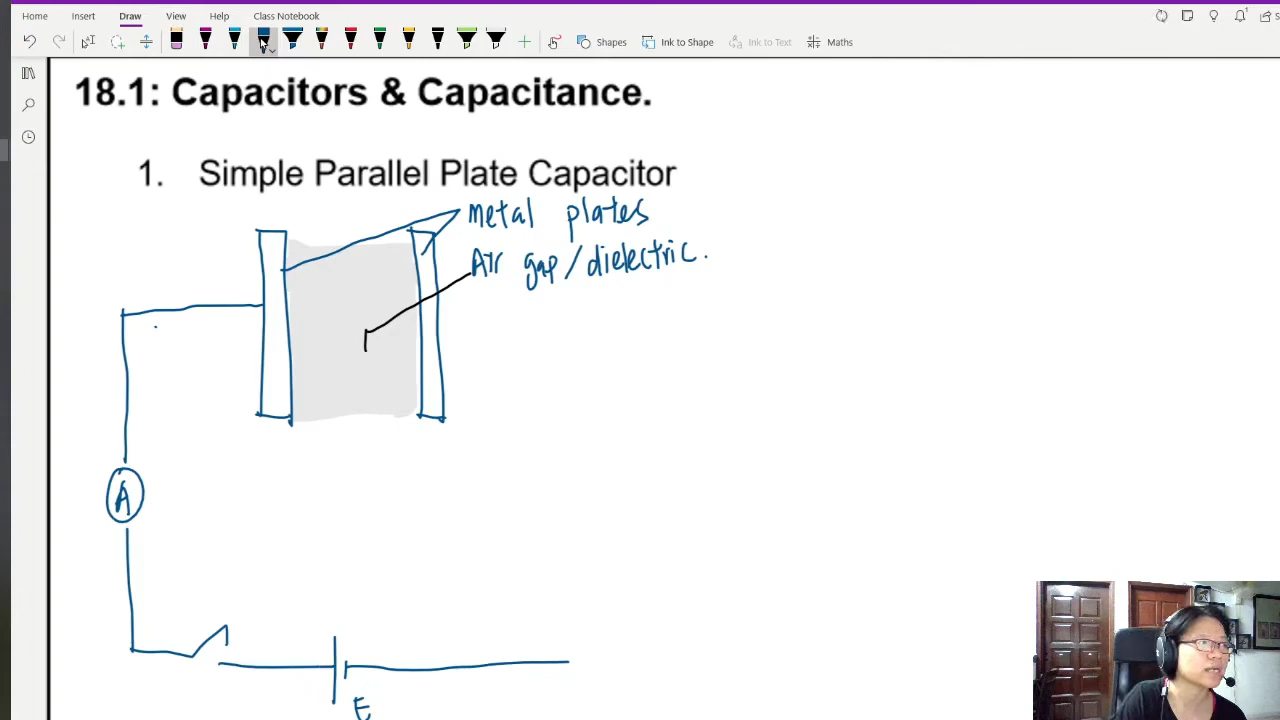 Home Insert Draw View Help Class Notebook
Shapes Ink to Shape Ink to Text Maths
18.1: Capacitors & Capacitance.
1. Simple Parallel Plate Capacitor
Metal plates
Air gap/dielectric.
A
E